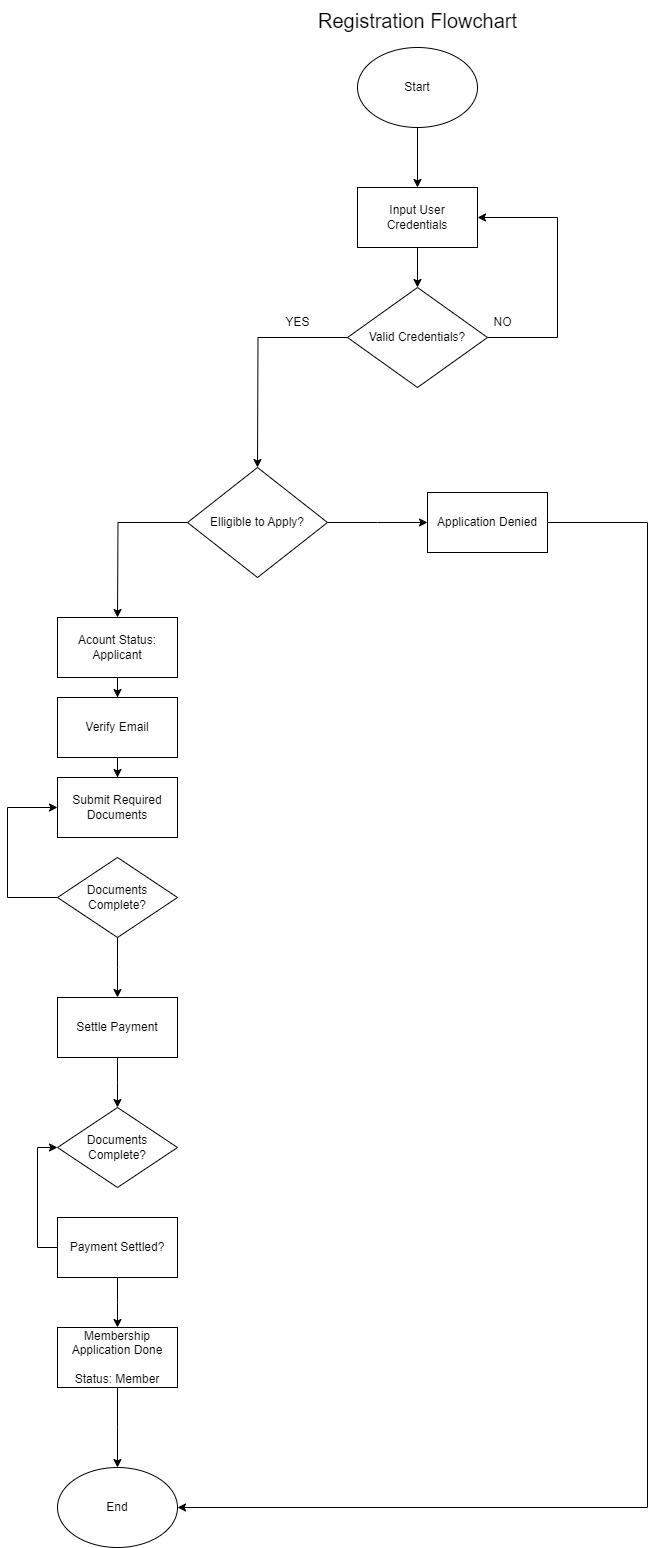 Registration Flowchart
Start
Input User
Credentials
YES
NO
Valid Credentials?
Elligible to Apply?
Application Denied
Acount Status:
Applicant
Verify Email
Submit Required
Documents
Documents
Complete?
Settle Payment
Documents
Complete?
Payment Settled?
Membership
Application Done
Status: Member
End